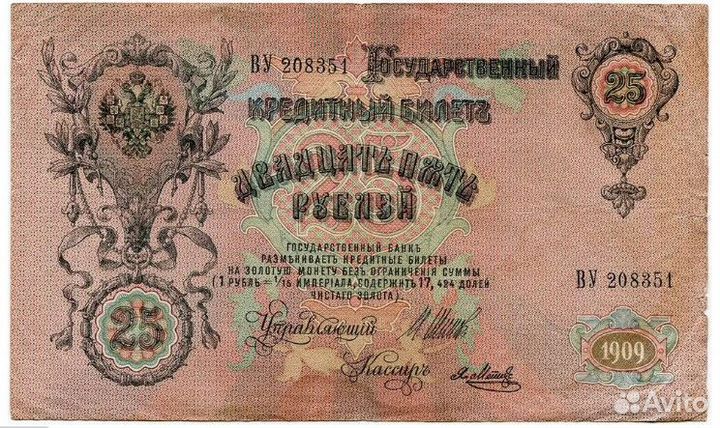 ВУ 208351 Государственный
25
Кредитный Билетъ
Двадцать пять
Рублей
25
Государственный Банкъ
размѣниваетъ кредитные билеты
на золотую монету безъ ограниченія суммы
(1 рубль = 1/15 имперіала, содержитъ 17,424 долей
чистаго золота).
ВУ 208351
25
Управляющій
Кассиръ
1909
Avito